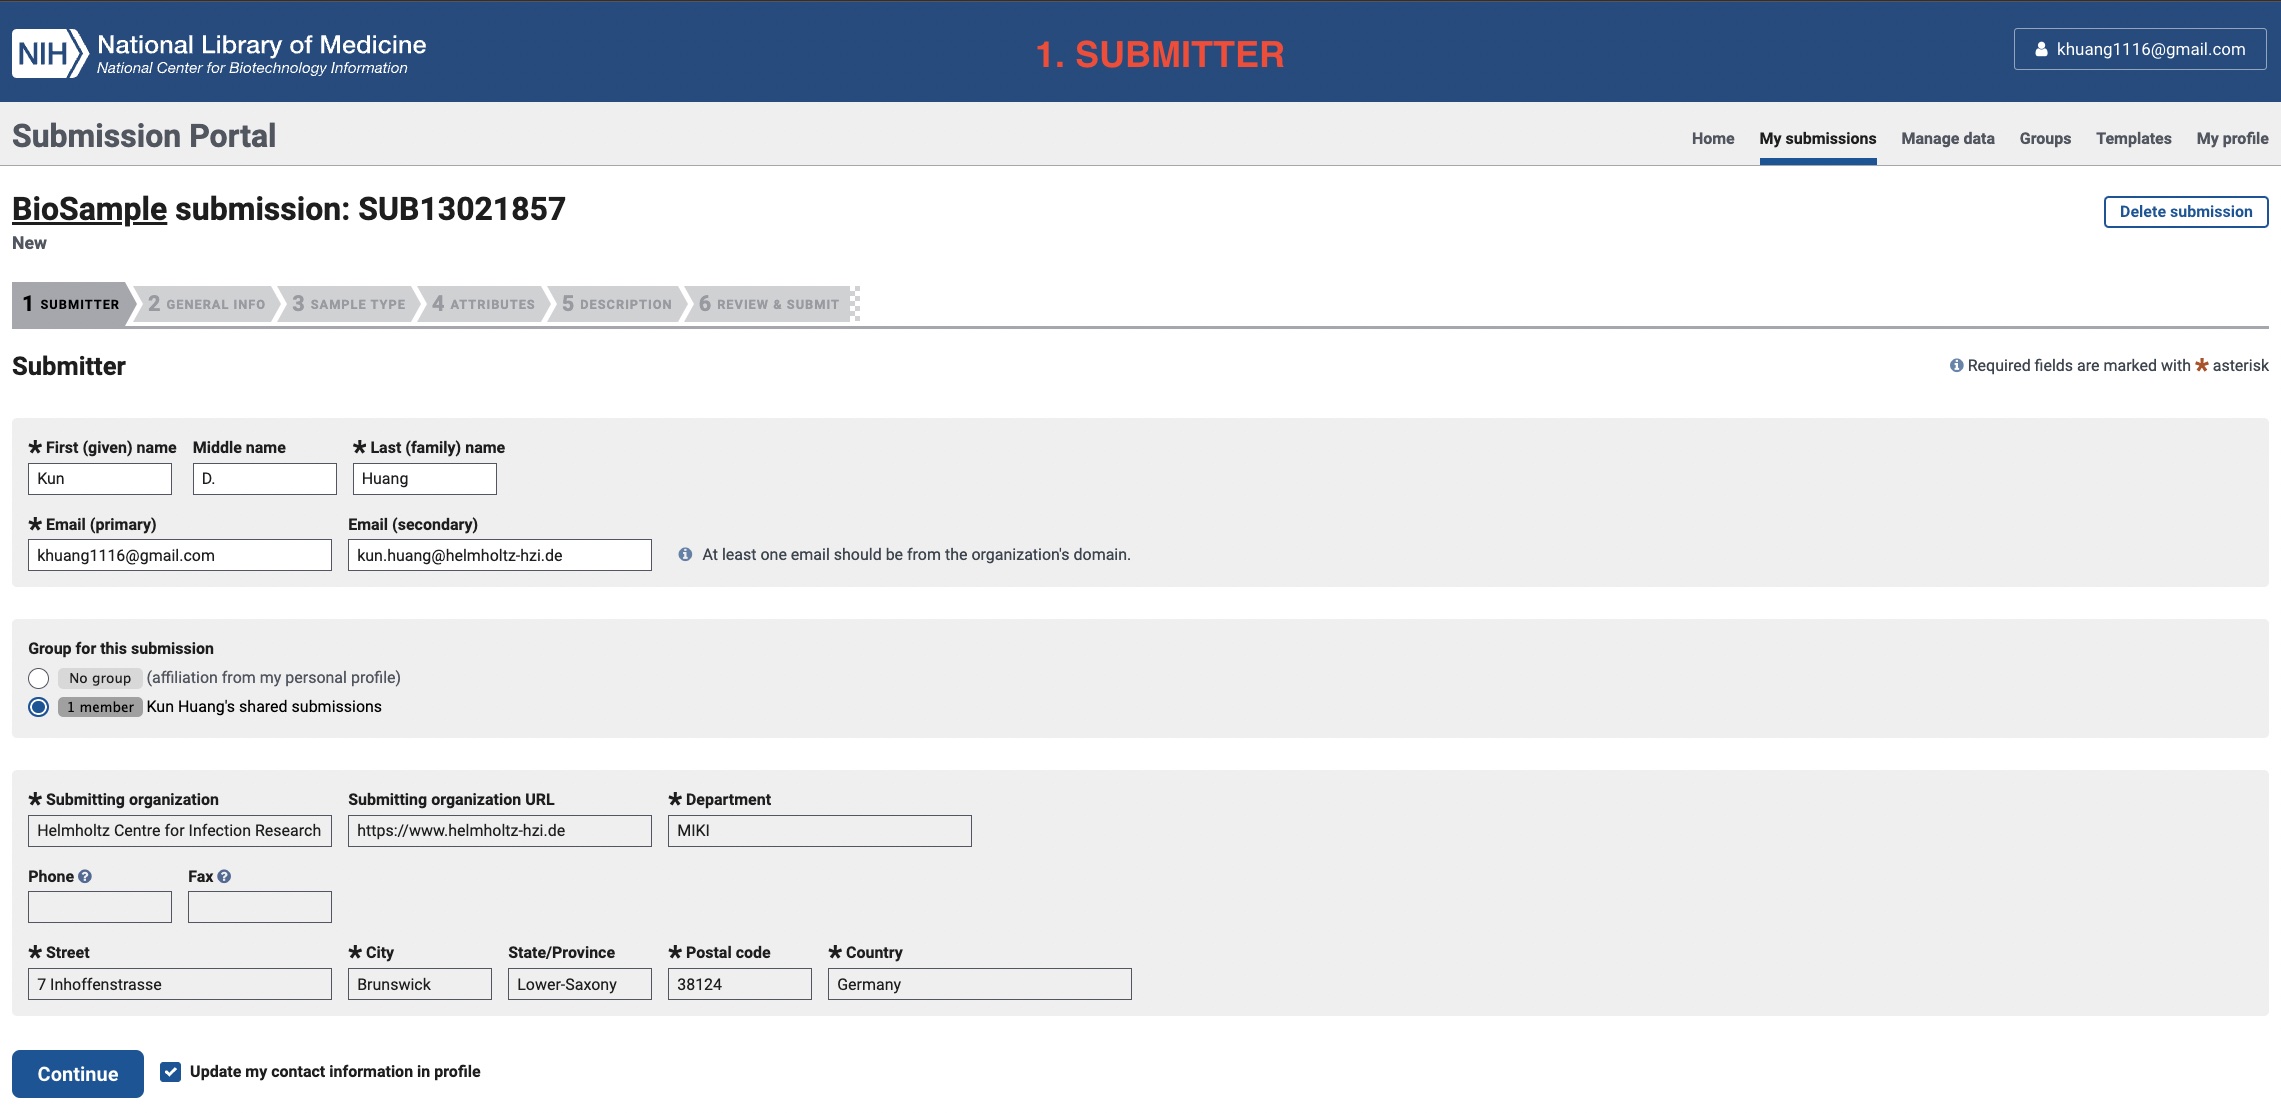 NIH National Library of Medicine
National Center for Biotechnology Information
1. SUBMITTER
khuang1116@gmail.com
Submission Portal
Home My submissions Manage data Groups Templates My profile
BioSample submission: SUB13021857
Delete submission
New
1 SUBMITTER 2 GENERAL INFO 3 SAMPLE TYPE 4 ATTRIBUTES 5 DESCRIPTION 6 REVIEW & SUBMIT
Submitter
Required fields are marked with * asterisk
* First (given) name Middle name * Last (family) name
Kun D. Huang
* Email (primary) Email (secondary)
khuang1116@gmail.com kun.huang@helmholtz-hzi.de At least one email should be from the organization's domain.
Group for this submission
No group (affiliation from my personal profile)
1 member Kun Huang's shared submissions
* Submitting organization Submitting organization URL * Department
Helmholtz Centre for Infection Research https://www.helmholtz-hzi.de MIKI
Phone ? Fax ?
* Street * City State/Province * Postal code * Country
7 Inhoffenstrasse Brunswick Lower-Saxony 38124 Germany
Continue Update my contact information in profile